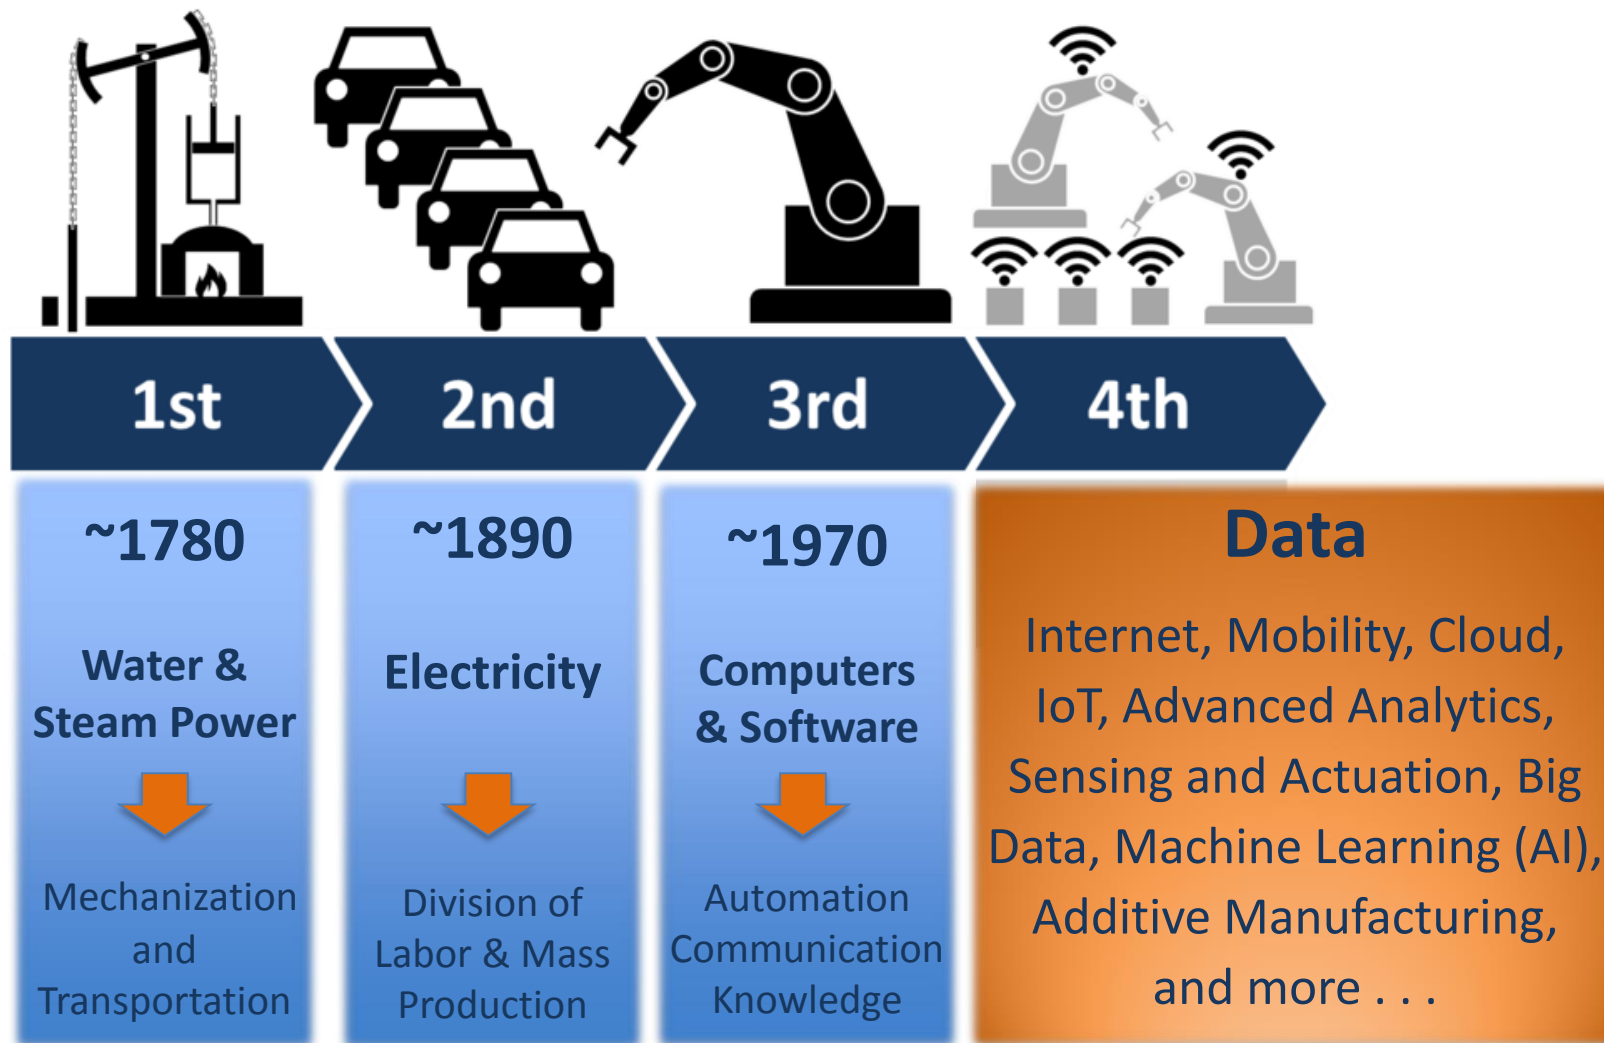 1st
2nd
3rd
4th
~1780
Water &
Steam Power
Mechanization
and
Transportation
~1890
Electricity
Division of
Labor & Mass
Production
~1970
Computers
& Software
Automation
Communication
Knowledge
Data
Internet, Mobility, Cloud,
IoT, Advanced Analytics,
Sensing and Actuation, Big
Data, Machine Learning (AI),
Additive Manufacturing,
and more . . .